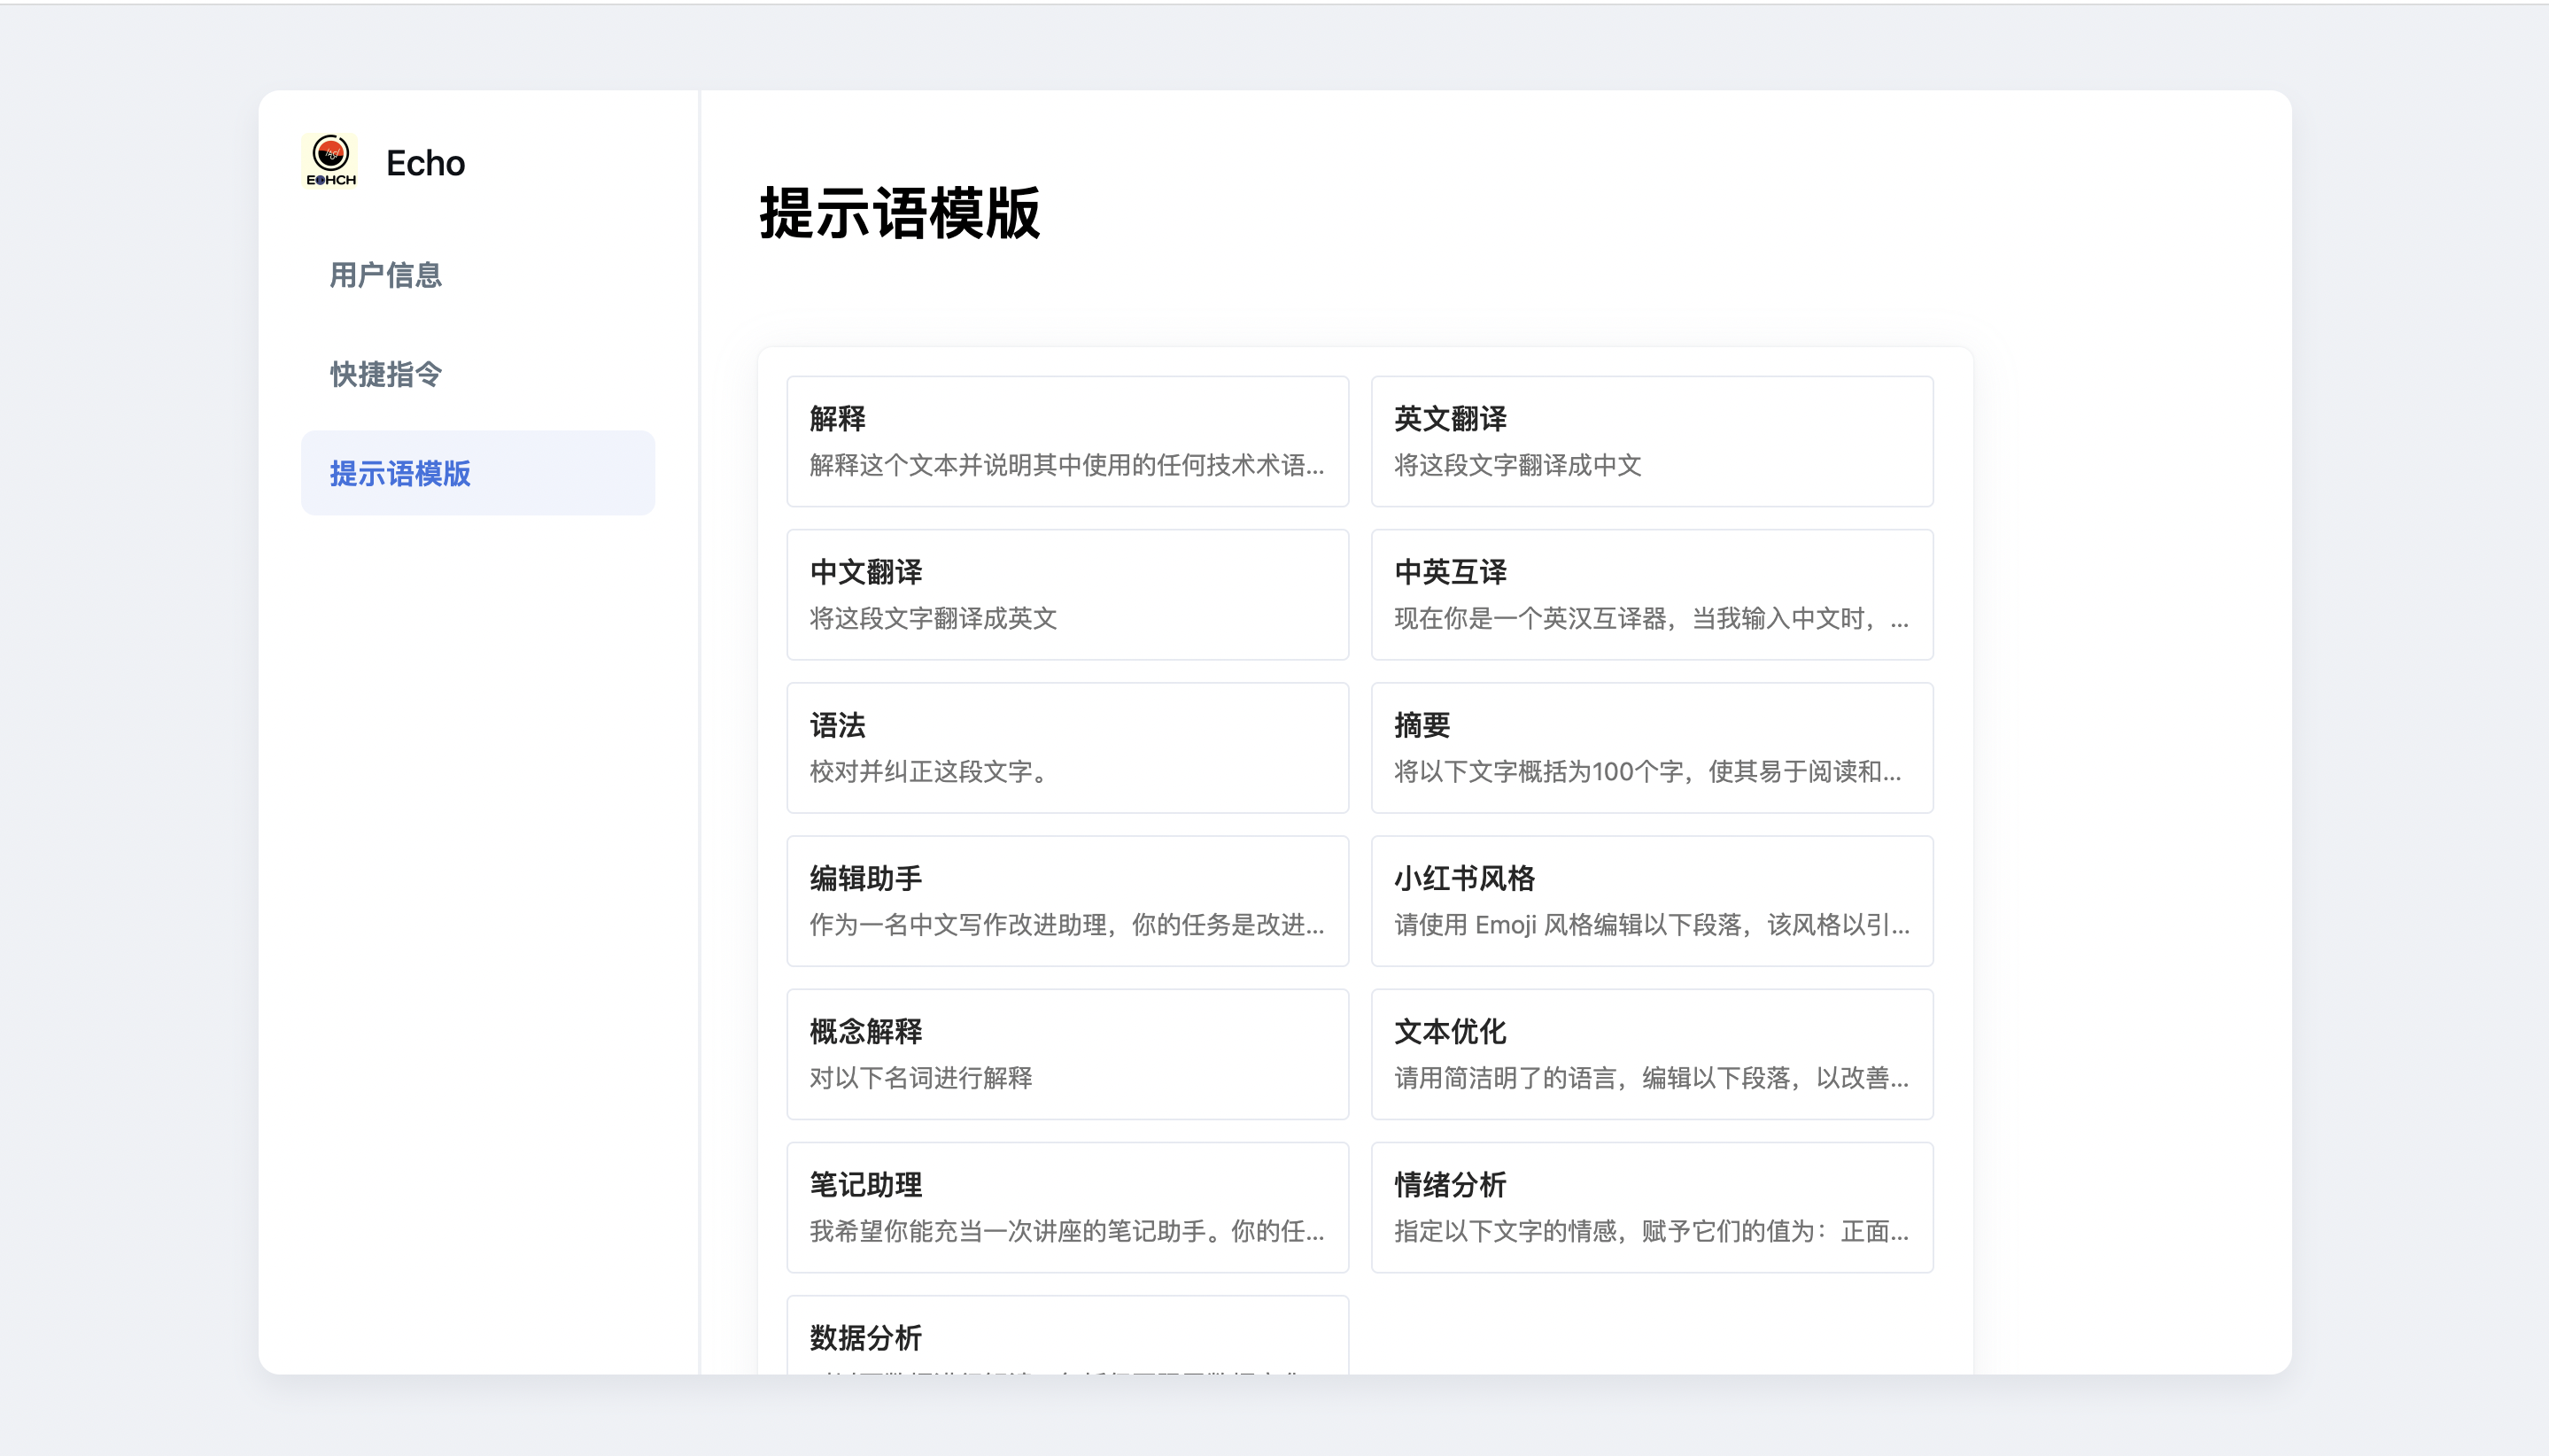 EOHCH
Echo
用户信息
快捷指令
提示语模版
提示语模版
解释
解释这个文本并说明其中使用的任何技术术语...
英文翻译
将这段文字翻译成中文
中文翻译
将这段文字翻译成英文
中英互译
现在你是一个英汉互译器，当我输入中文时，...
语法
校对并纠正这段文字。
摘要
将以下文字概括为100个字，使其易于阅读和...
编辑助手
作为一名中文写作改进助理，你的任务是改进...
小红书风格
请使用 Emoji 风格编辑以下段落，该风格以引...
概念解释
对以下名词进行解释
文本优化
请用简洁明了的语言，编辑以下段落，以改善...
笔记助理
我希望你能充当一次讲座的笔记助手。你的任...
情绪分析
指定以下文字的情感，赋予它们的值为：正面...
数据分析